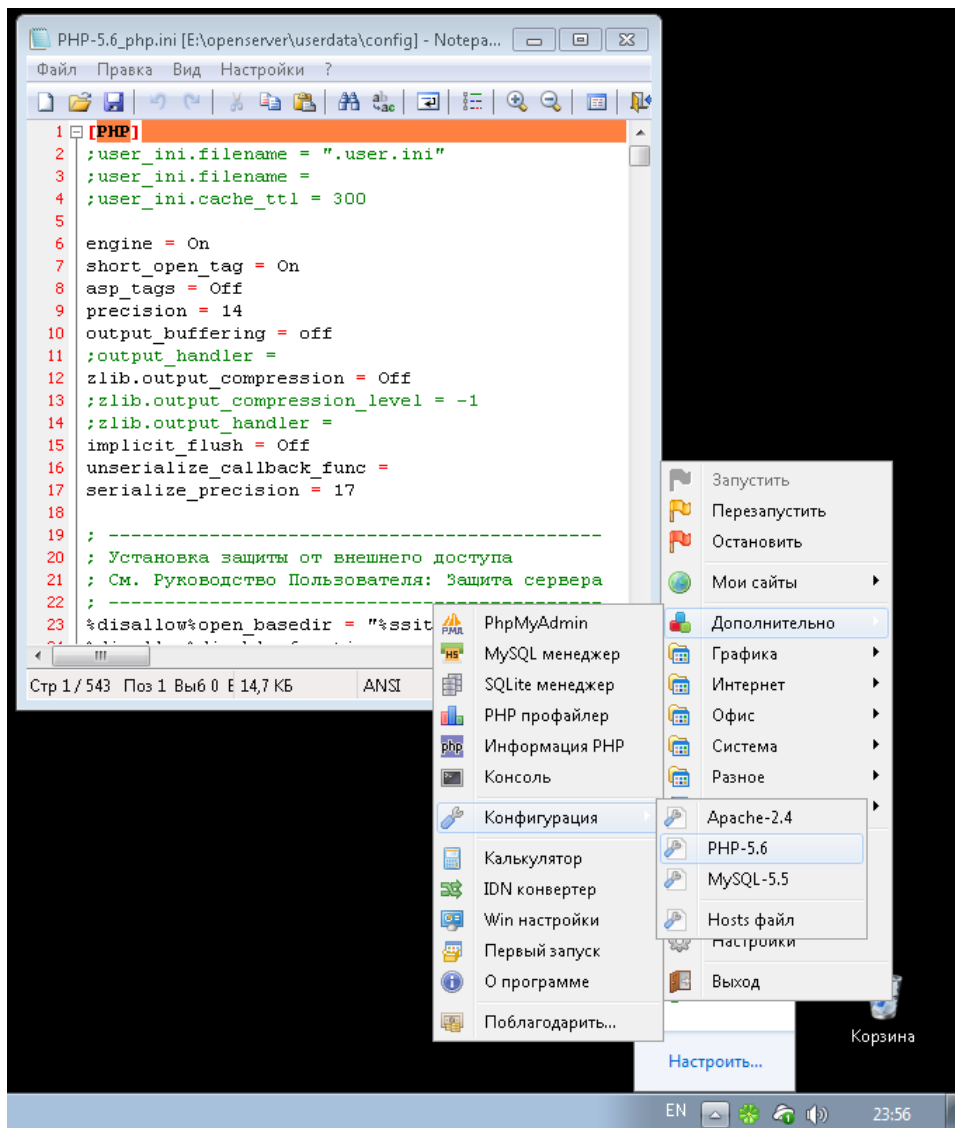 PHP-5.6_php.ini [E:\openserver\userdata\config] - Notepa...
Файл Правка Вид Настройки ?
1 [PHP]
2 ;user_ini.filename = ".user.ini"
3 ;user_ini.filename =
4 ;user_ini.cache_ttl = 300
5
6 engine = On
7 short_open_tag = On
8 asp_tags = Off
9 precision = 14
10 output_buffering = off
11 ;output_handler =
12 zlib.output_compression = Off
13 ;zlib.output_compression_level = -1
14 ;zlib.output_handler =
15 implicit_flush = Off
16 unserialize_callback_func =
17 serialize_precision = 17
18
19 ; --------------------------------------------
20 ; Установка защиты от внешнего доступа
21 ; См. Руководство Пользователя: Защита сервера
22 ; --------------------------------------------
23 %disallow%open_basedir = "%ssit
Стр 1 / 543 Поз 1 Выб 0 Б 14,7 КБ ANSI
Запустить
Перезапустить
Остановить
Мои сайты
Дополнительно
Графика
Интернет
Офис
Система
Разное
Настройки
Выход
PhpMyAdmin
MySQL менеджер
SQLite менеджер
PHP профайлер
Информация PHP
Консоль
Конфигурация
Калькулятор
IDN конвертер
Win настройки
Первый запуск
О программе
Поблагодарить...
Apache-2.4
PHP-5.6
MySQL-5.5
Hosts файл
Корзина
Настроить...
EN
23:56